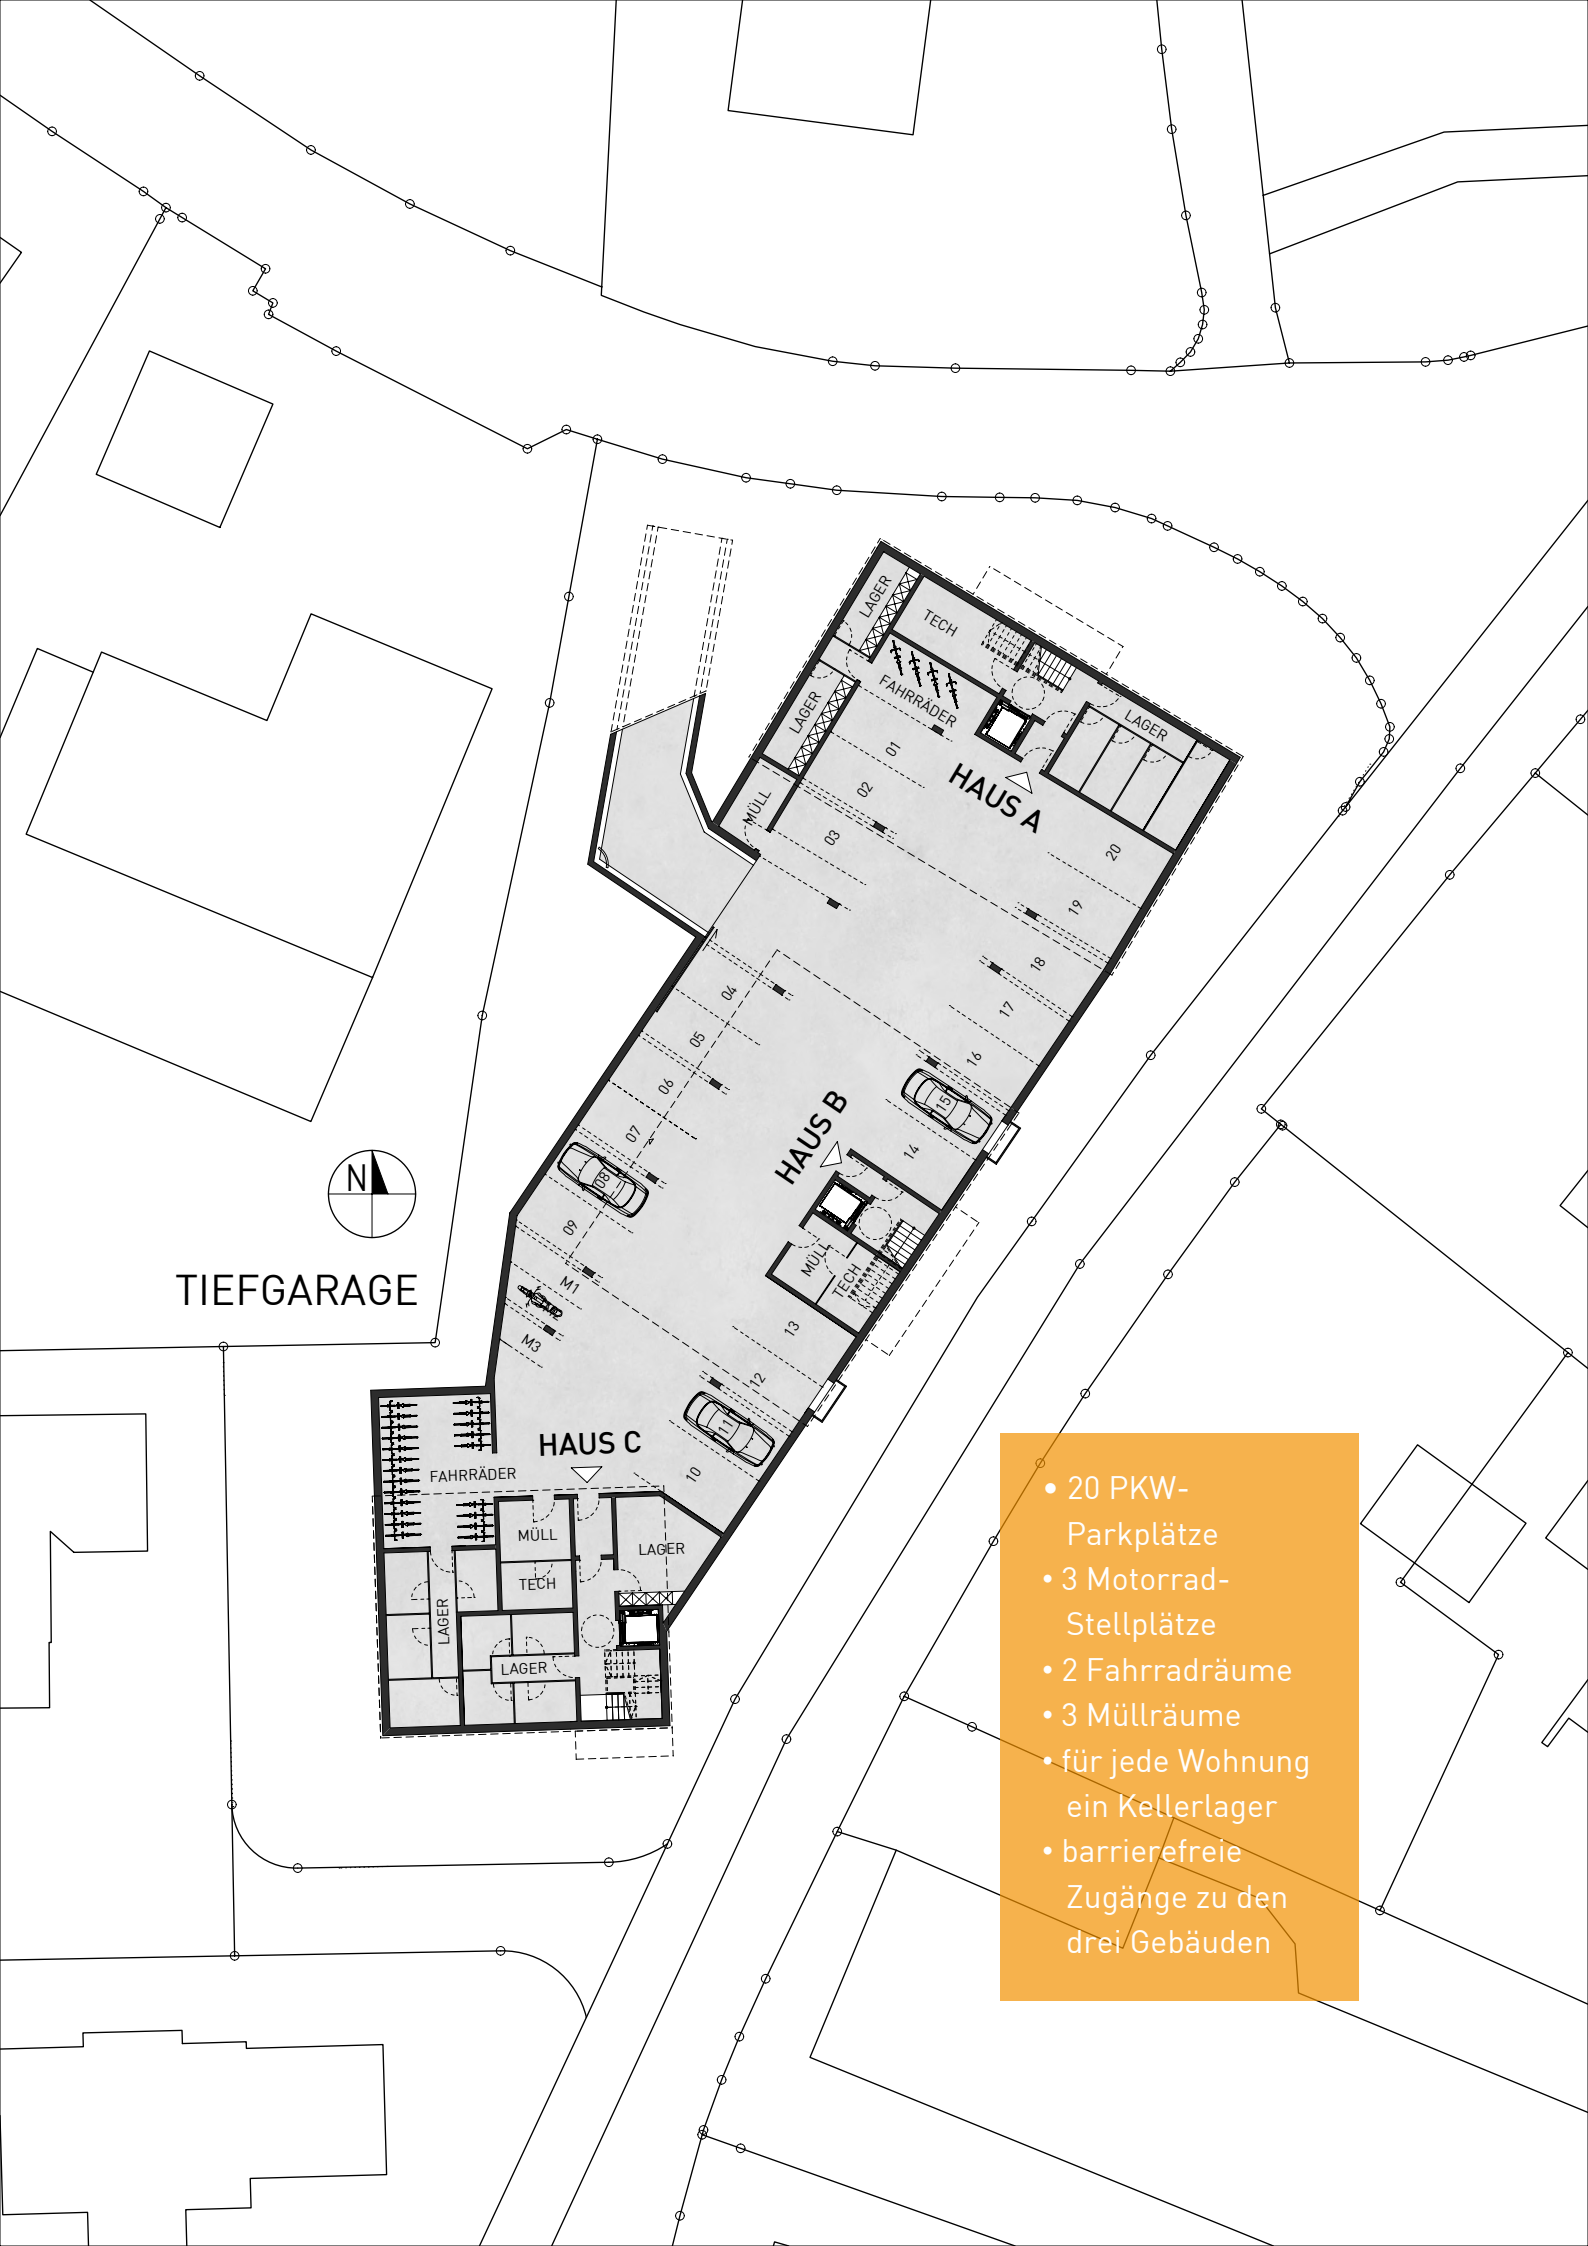 LAGER
TECH
FAHRRÄDER
LAGER
LAGER
HAUS A
MÜLL
01
02
03
20
19
18
17
16
15
14
04
05
06
07
08
09
HAUS B
MÜLL
TECH
M1
M3
13
12
11
10
N
TIEFGARAGE
HAUS C
FAHRRÄDER
MÜLL
LAGER
TECH
LAGER
LAGER
• 20 PKW-
Parkplätze
• 3 Motorrad-
Stellplätze
• 2 Fahrradräume
• 3 Müllräume
• für jede Wohnung
ein Kellerlager
• barrierefreie
Zugänge zu den
drei Gebäuden